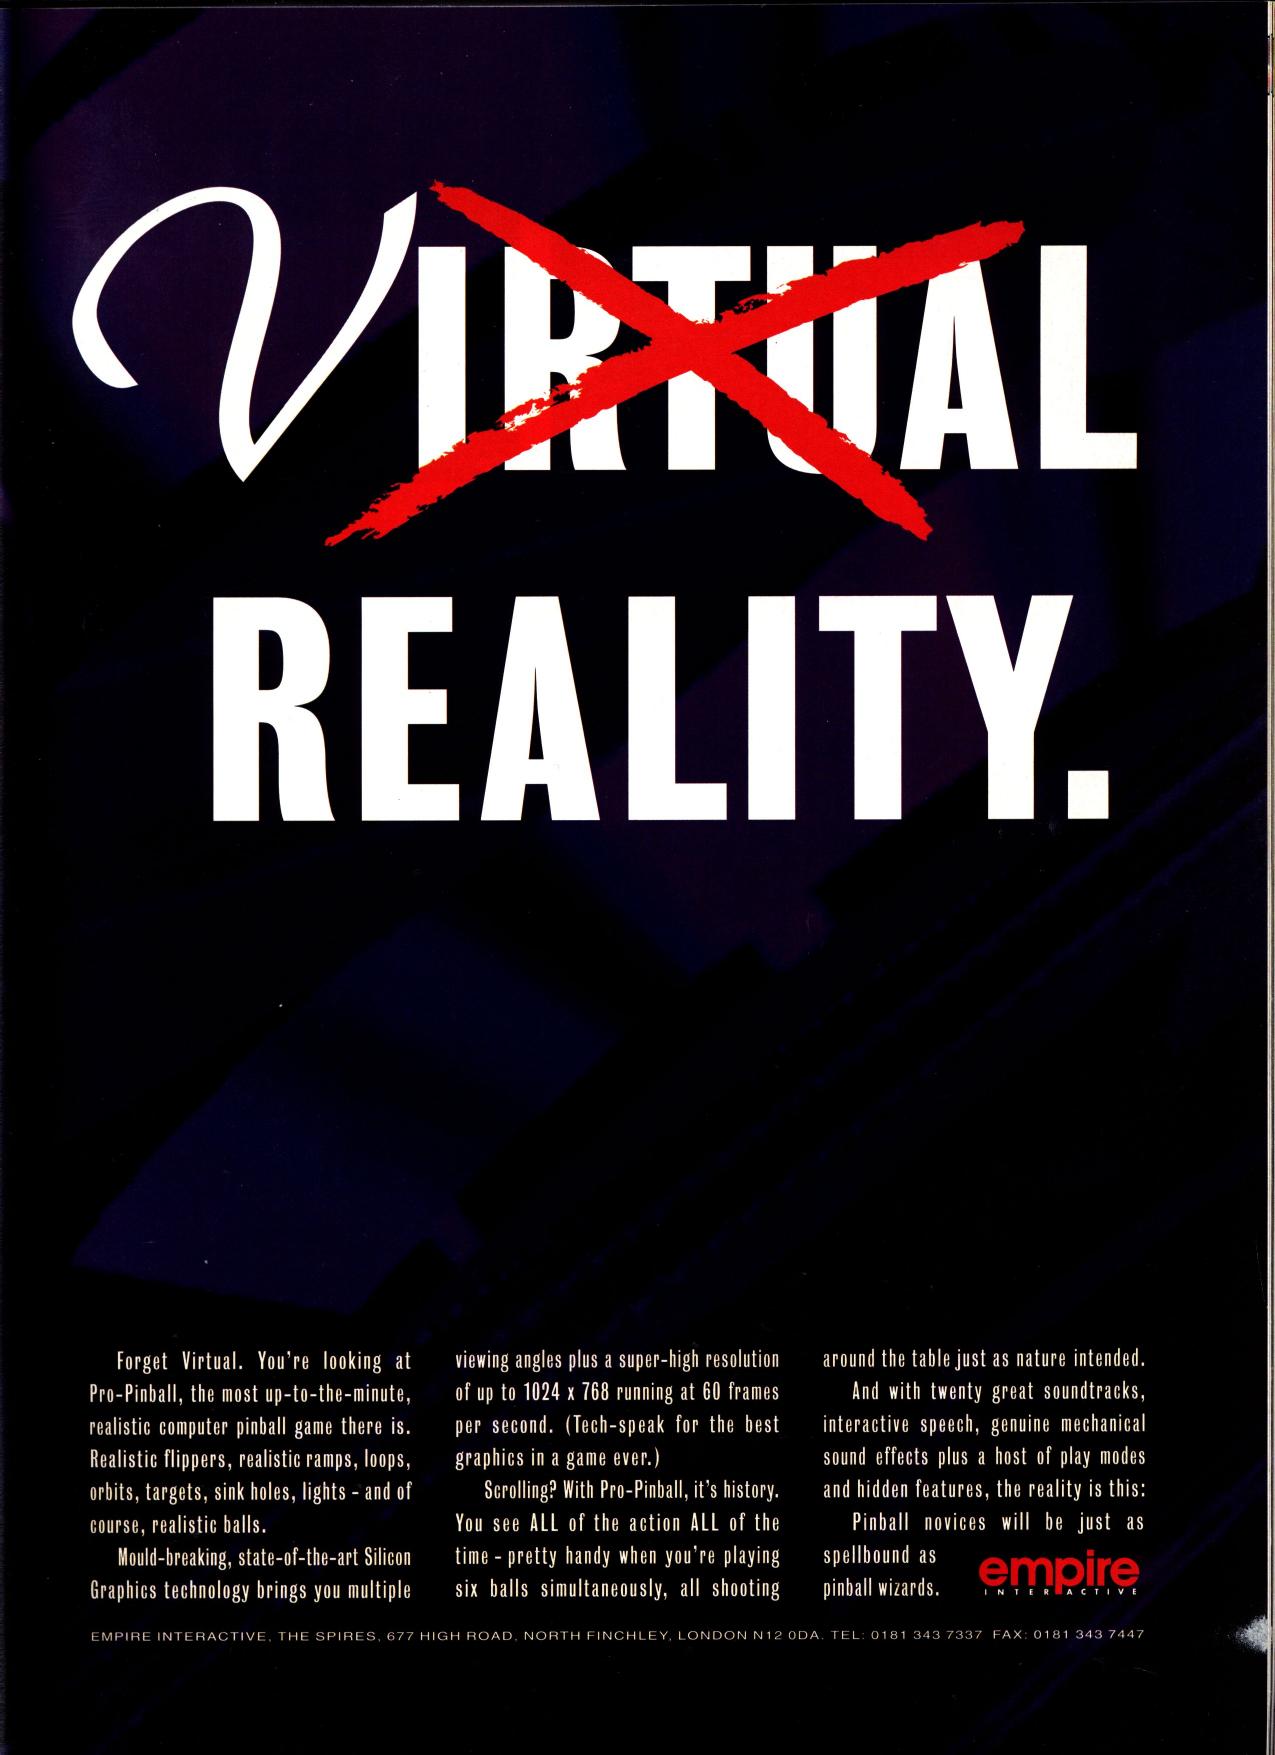 VIRTUAL
REALITY.
Forget Virtual. You're looking at
Pro-Pinball, the most up-to-the-minute,
realistic computer pinball game there is.
Realistic flippers, realistic ramps, loops,
orbits, targets, sink holes, lights - and of
course, realistic balls.
Mould-breaking, state-of-the-art Silicon
Graphics technology brings you multiple
viewing angles plus a super-high resolution
of up to 1024 x 768 running at 60 frames
per second. (Tech-speak for the best
graphics in a game ever.)
Scrolling? With Pro-Pinball, it's history.
You see ALL of the action ALL of the
time - pretty handy when you're playing
six balls simultaneously, all shooting
around the table just as nature intended.
And with twenty great soundtracks,
interactive speech, genuine mechanical
sound effects plus a host of play modes
and hidden features, the reality is this:
Pinball novices will be just as
spellbound as
pinball wizards.
empire
INTERACTIVE
EMPIRE INTERACTIVE, THE SPIRES, 677 HIGH ROAD, NORTH FINCHLEY, LONDON N12 0DA. TEL: 0181 343 7337 FAX: 0181 343 7447